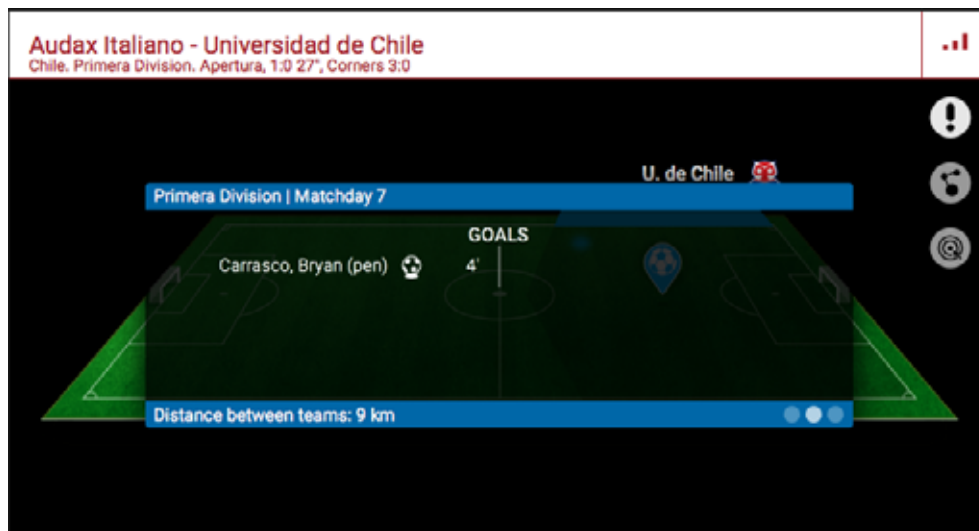 Audax Italiano - Universidad de Chile
Chile. Primera Division. Apertura, 1:0 27", Corners 3:0
U. de Chile
Primera Division | Matchday 7
GOALS
Carrasco, Bryan (pen) 4'
Distance between teams: 9 km